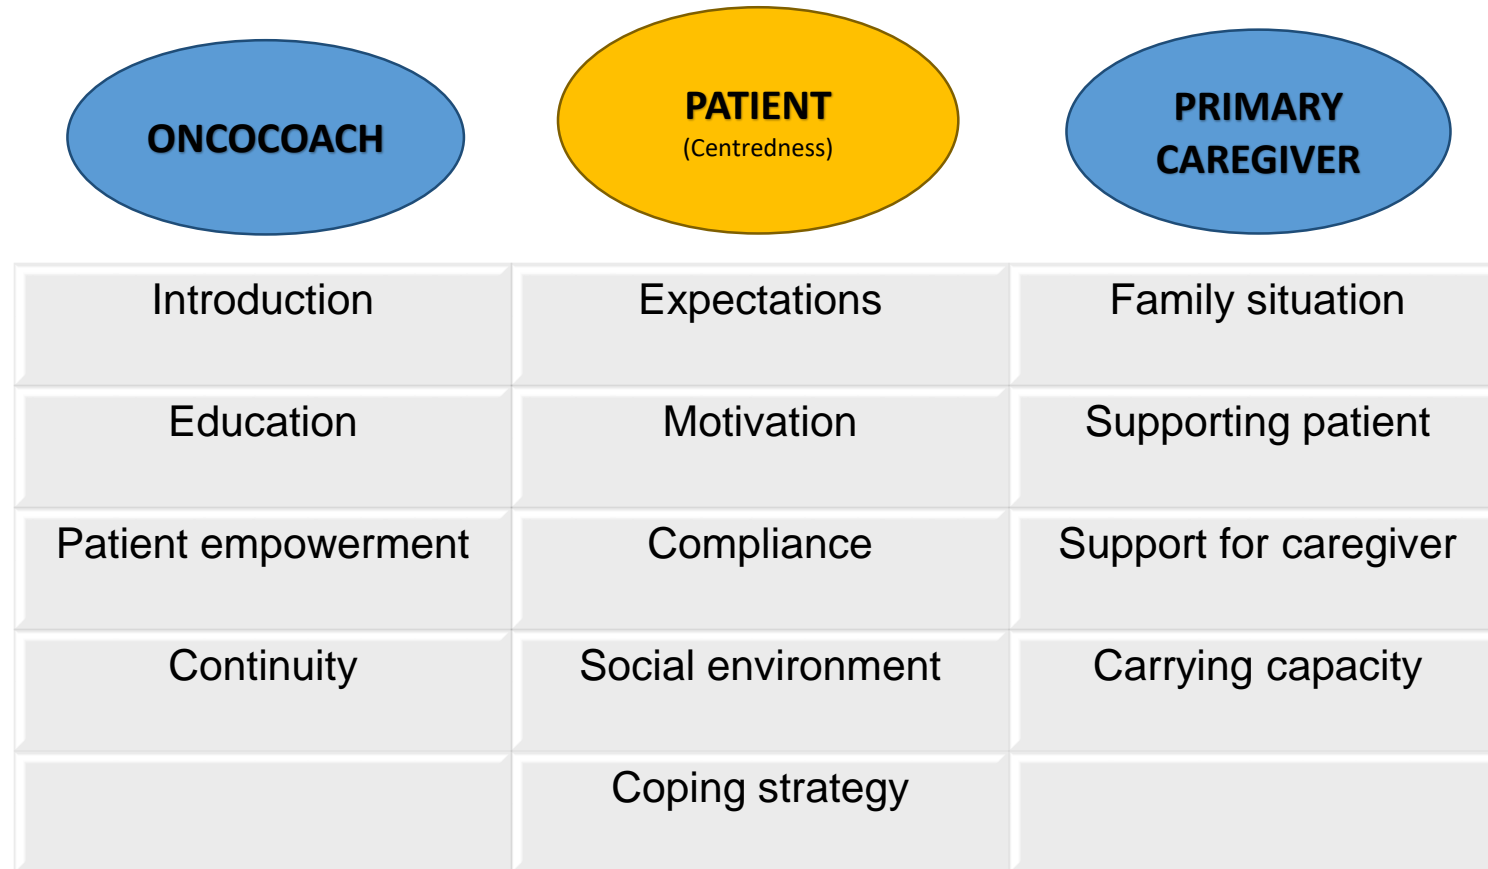 ONCOCOACH
PATIENT
(Centredness)
PRIMARY
CAREGIVER
Introduction
Expectations
Family situation
Education
Motivation
Supporting patient
Patient empowerment
Compliance
Support for caregiver
Continuity
Social environment
Carrying capacity
Coping strategy